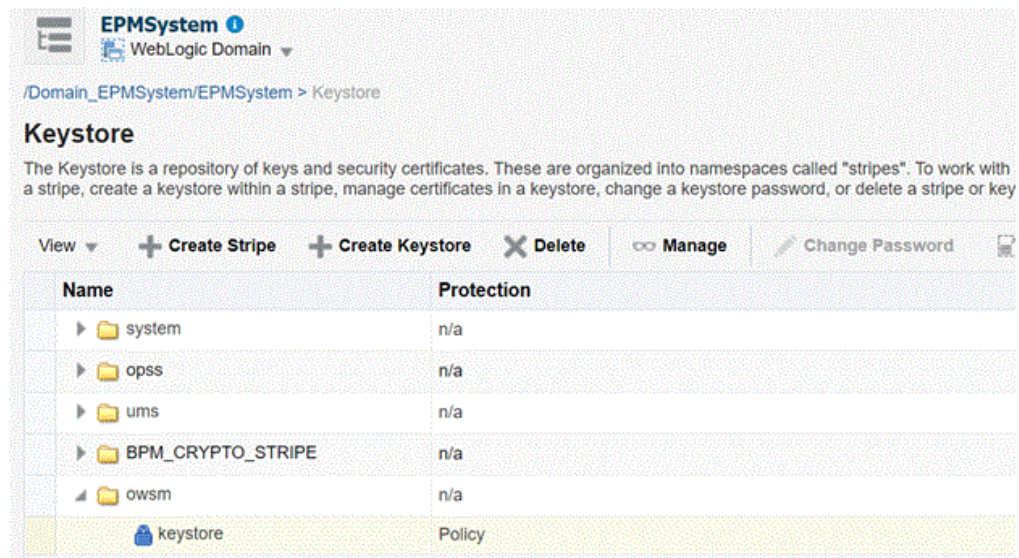 EPMSystem
WebLogic Domain
/Domain_EPMSystem/EPMSystem > Keystore
Keystore
The Keystore is a repository of keys and security certificates. These are organized into namespaces called "stripes". To work with
a stripe, create a keystore within a stripe, manage certificates in a keystore, change a keystore password, or delete a stripe or key
View Create Stripe Create Keystore Delete Manage Change Password
Name Protection
system n/a
opss n/a
ums n/a
BPM_CRYPTO_STRIPE n/a
owsm n/a
keystore Policy